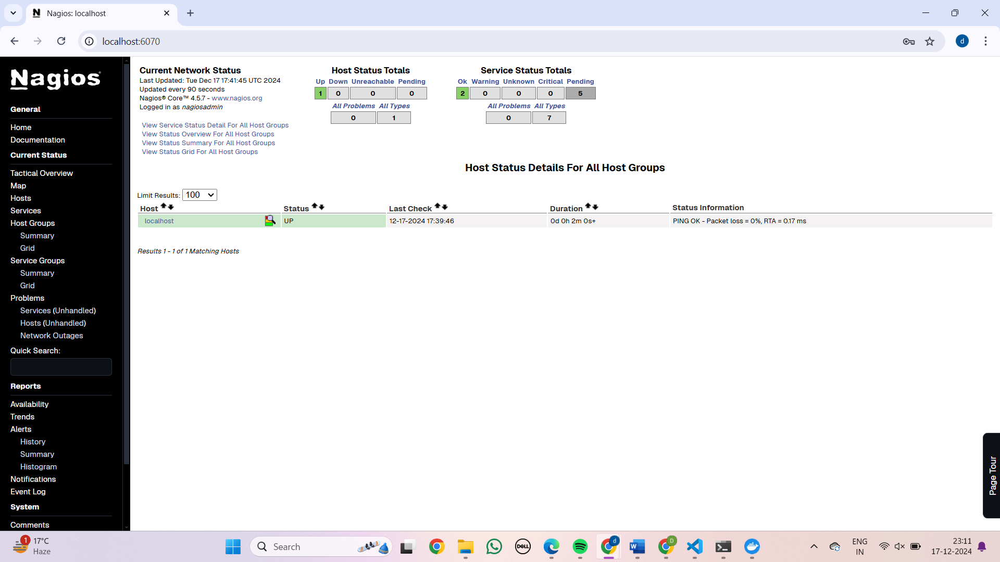 Nagios: localhost
localhost:6070
d
Nagios®
General
Home
Documentation
Current Status
Tactical Overview
Map
Hosts
Services
Host Groups
Summary
Grid
Service Groups
Summary
Grid
Problems
Services (Unhandled)
Hosts (Unhandled)
Network Outages
Quick Search:
Reports
Availability
Trends
Alerts
History
Summary
Histogram
Notifications
Event Log
System
Comments
Current Network Status
Last Updated: Tue Dec 17 17:41:45 UTC 2024
Updated every 90 seconds
Nagios® Core™ 4.5.7 - www.nagios.org
Logged in as nagiosadmin
View Service Status Detail For All Host Groups
View Status Overview For All Host Groups
View Status Summary For All Host Groups
View Status Grid For All Host Groups
Host Status Totals
Up Down Unreachable Pending
1 0 0 0
All Problems All Types
0 1
Service Status Totals
Ok Warning Unknown Critical Pending
2 0 0 0 5
All Problems All Types
0 7
Host Status Details For All Host Groups
Limit Results: 100
Host Status Last Check Duration Status Information
localhost UP 12-17-2024 17:39:46 0d 0h 2m 0s+ PING OK - Packet loss = 0%, RTA = 0.17 ms
Results 1 - 1 of 1 Matching Hosts
Page Tour
1
17°C
Haze
Search
DELL
d
W
D
ENG
IN
23:11
17-12-2024